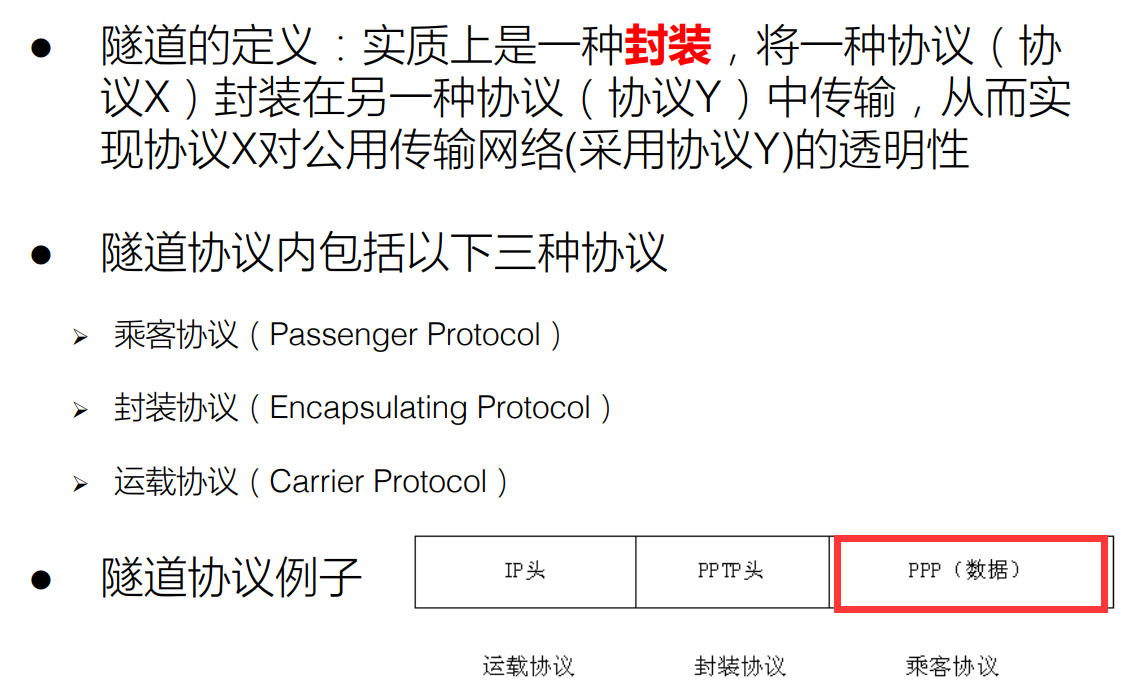 ● 隧道的定义：实质上是一种封装，将一种协议（协
议X）封装在另一种协议（协议Y）中传输，从而实
现协议X对公用传输网络(采用协议Y)的透明性
● 隧道协议内包括以下三种协议
➢ 乘客协议（Passenger Protocol）
➢ 封装协议（Encapsulating Protocol）
➢ 运载协议（Carrier Protocol）
● 隧道协议例子
IP头 PPTP头 PPP（数据）
运载协议 封装协议 乘客协议